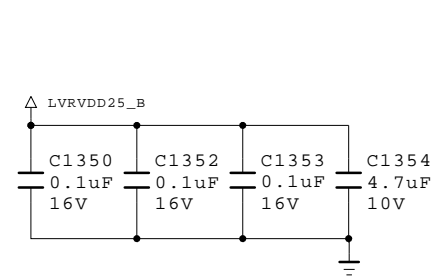 LVRVDD25_B
C1350 C1352 C1353 C1354
0.1uF 0.1uF 0.1uF 4.7uF
16V 16V 16V 10V